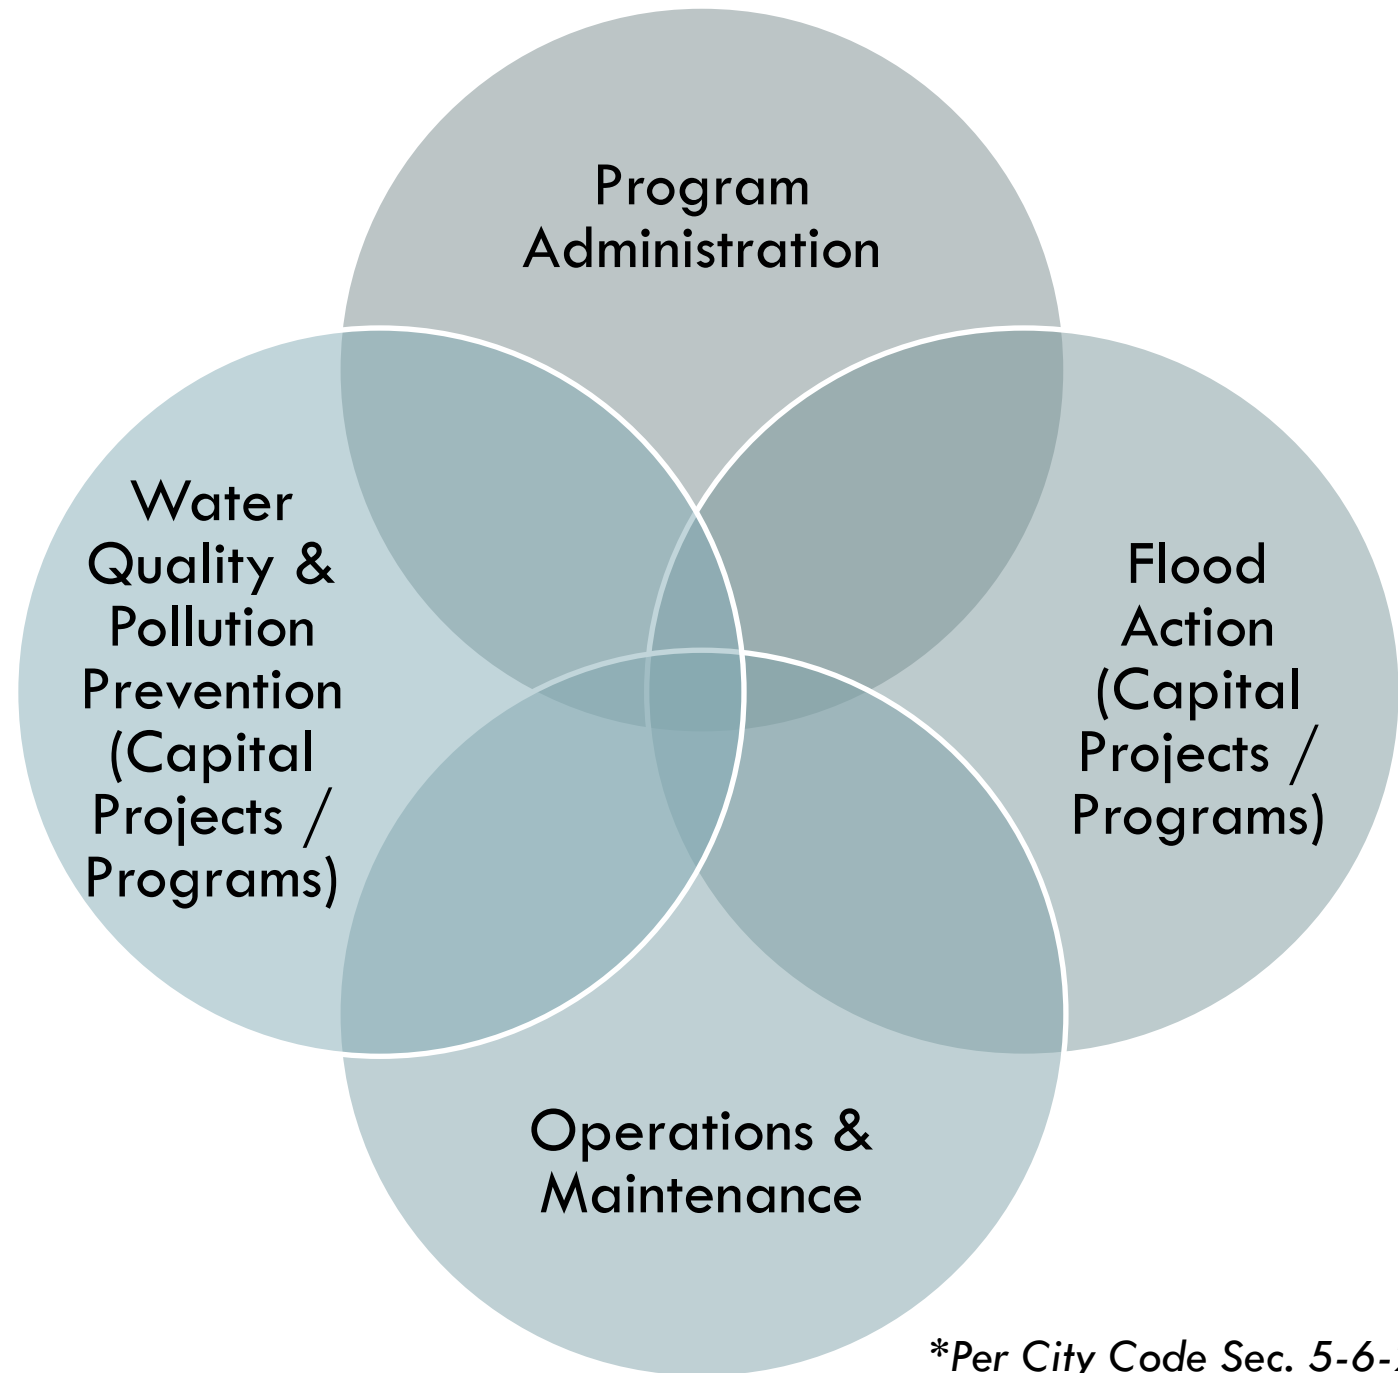 Program
Administration
Water
Quality &
Pollution
Prevention
(Capital
Projects /
Programs)
Flood
Action
(Capital
Projects /
Programs)
Operations &
Maintenance
*Per City Code Sec. 5-6-